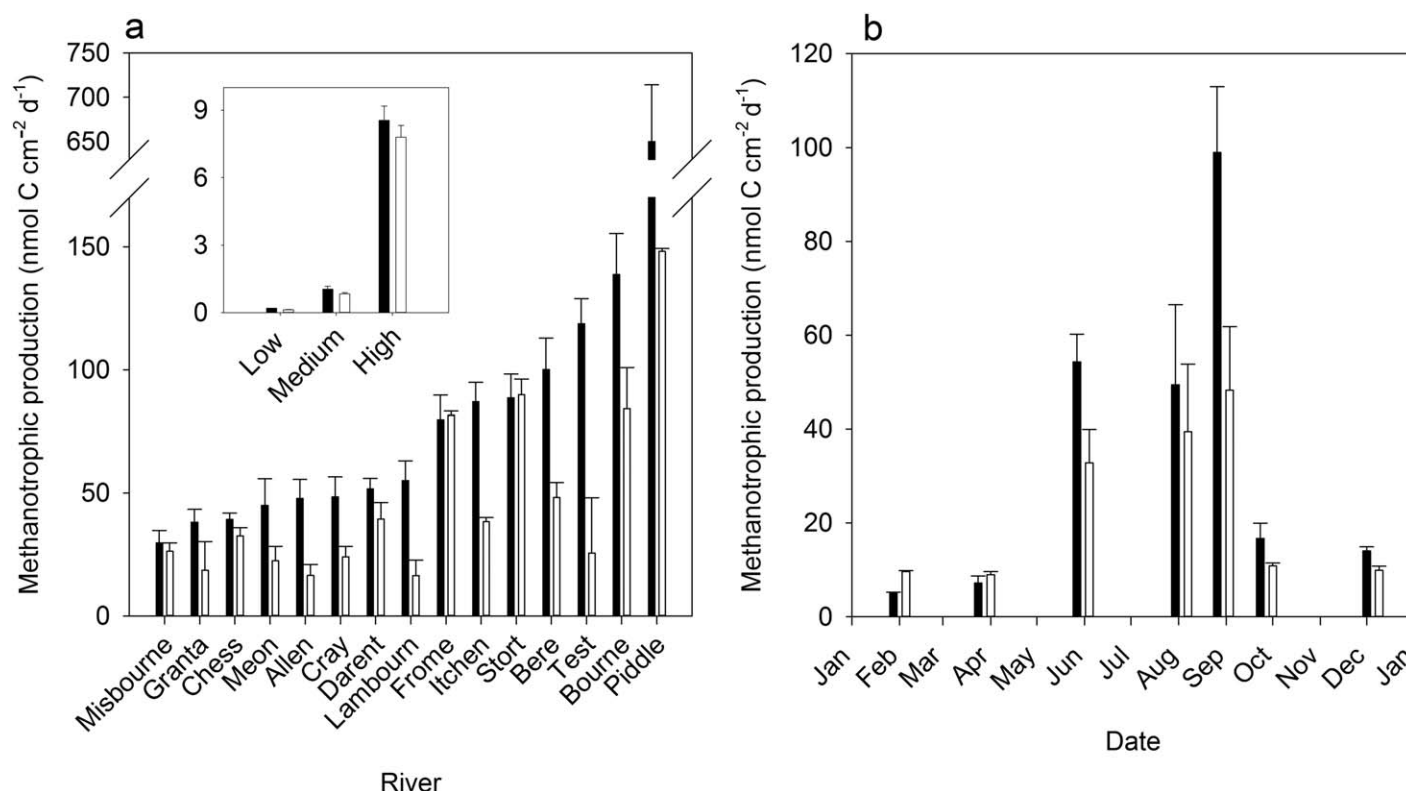 a
Methanotrophic production (nmol C cm⁻² d⁻¹)
750
700
650
150
100
50
0
9
6
3
0
Low
Medium
High
Misbourne
Granta
Chess
Meon
Allen
Cray
Darent
Lambourn
Frome
Itchen
Stort
Bere
Test
Bourne
Piddle
River
b
Methanotrophic production (nmol C cm⁻² d⁻¹)
120
100
80
60
40
20
0
Jan
Feb
Mar
Apr
May
Jun
Jul
Aug
Sep
Oct
Nov
Dec
Jan
Date